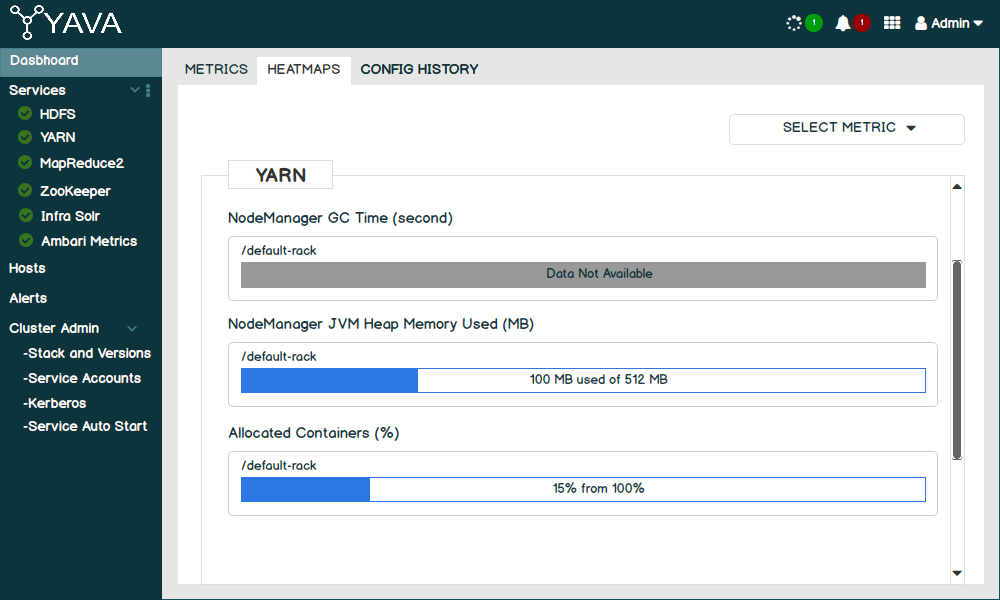 YAVA
1
1
Admin
Dasbhoard
Services
HDFS
YARN
MapReduce2
ZooKeeper
Infra Solr
Ambari Metrics
Hosts
Alerts
Cluster Admin
-Stack and Versions
-Service Accounts
-Kerberos
-Service Auto Start
METRICS HEATMAPS CONFIG HISTORY
SELECT METRIC
YARN
NodeManager GC Time (second)
/default-rack
Data Not Available
NodeManager JVM Heap Memory Used (MB)
/default-rack
100 MB used of 512 MB
Allocated Containers (%)
/default-rack
15% from 100%